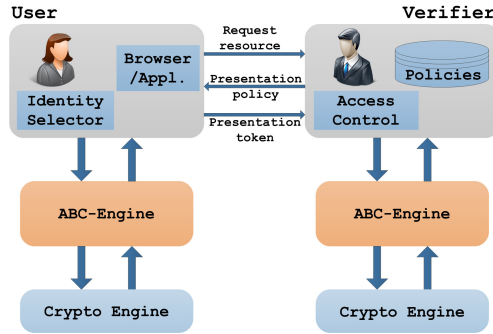 User
Verifier
Browser
/Appl.
Identity
Selector
Request
resource
Presentation
policy
Presentation
token
Policies
Access
Control
ABC-Engine
ABC-Engine
Crypto Engine
Crypto Engine